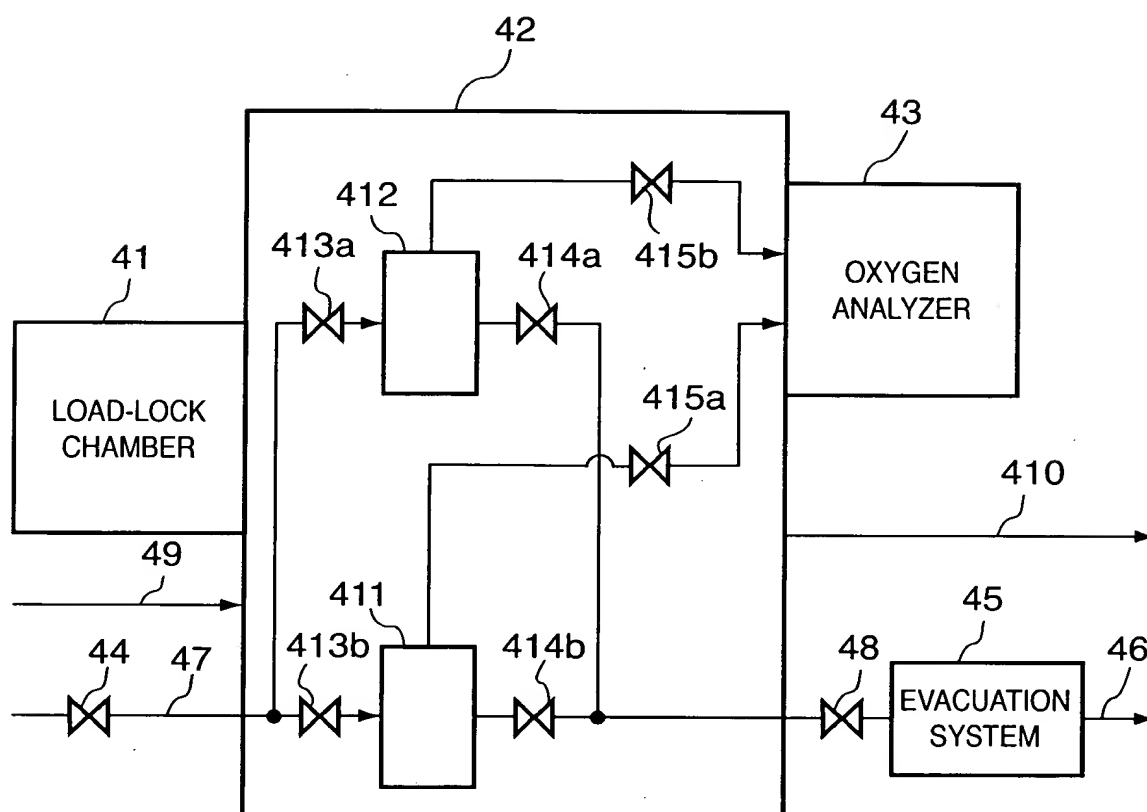 42
43
412
413a
414a
415b
41
OXYGEN
ANALYZER
LOAD-LOCK
CHAMBER
415a
410
49
411
45
44
47
413b
414b
48
46
EVACUATION
SYSTEM